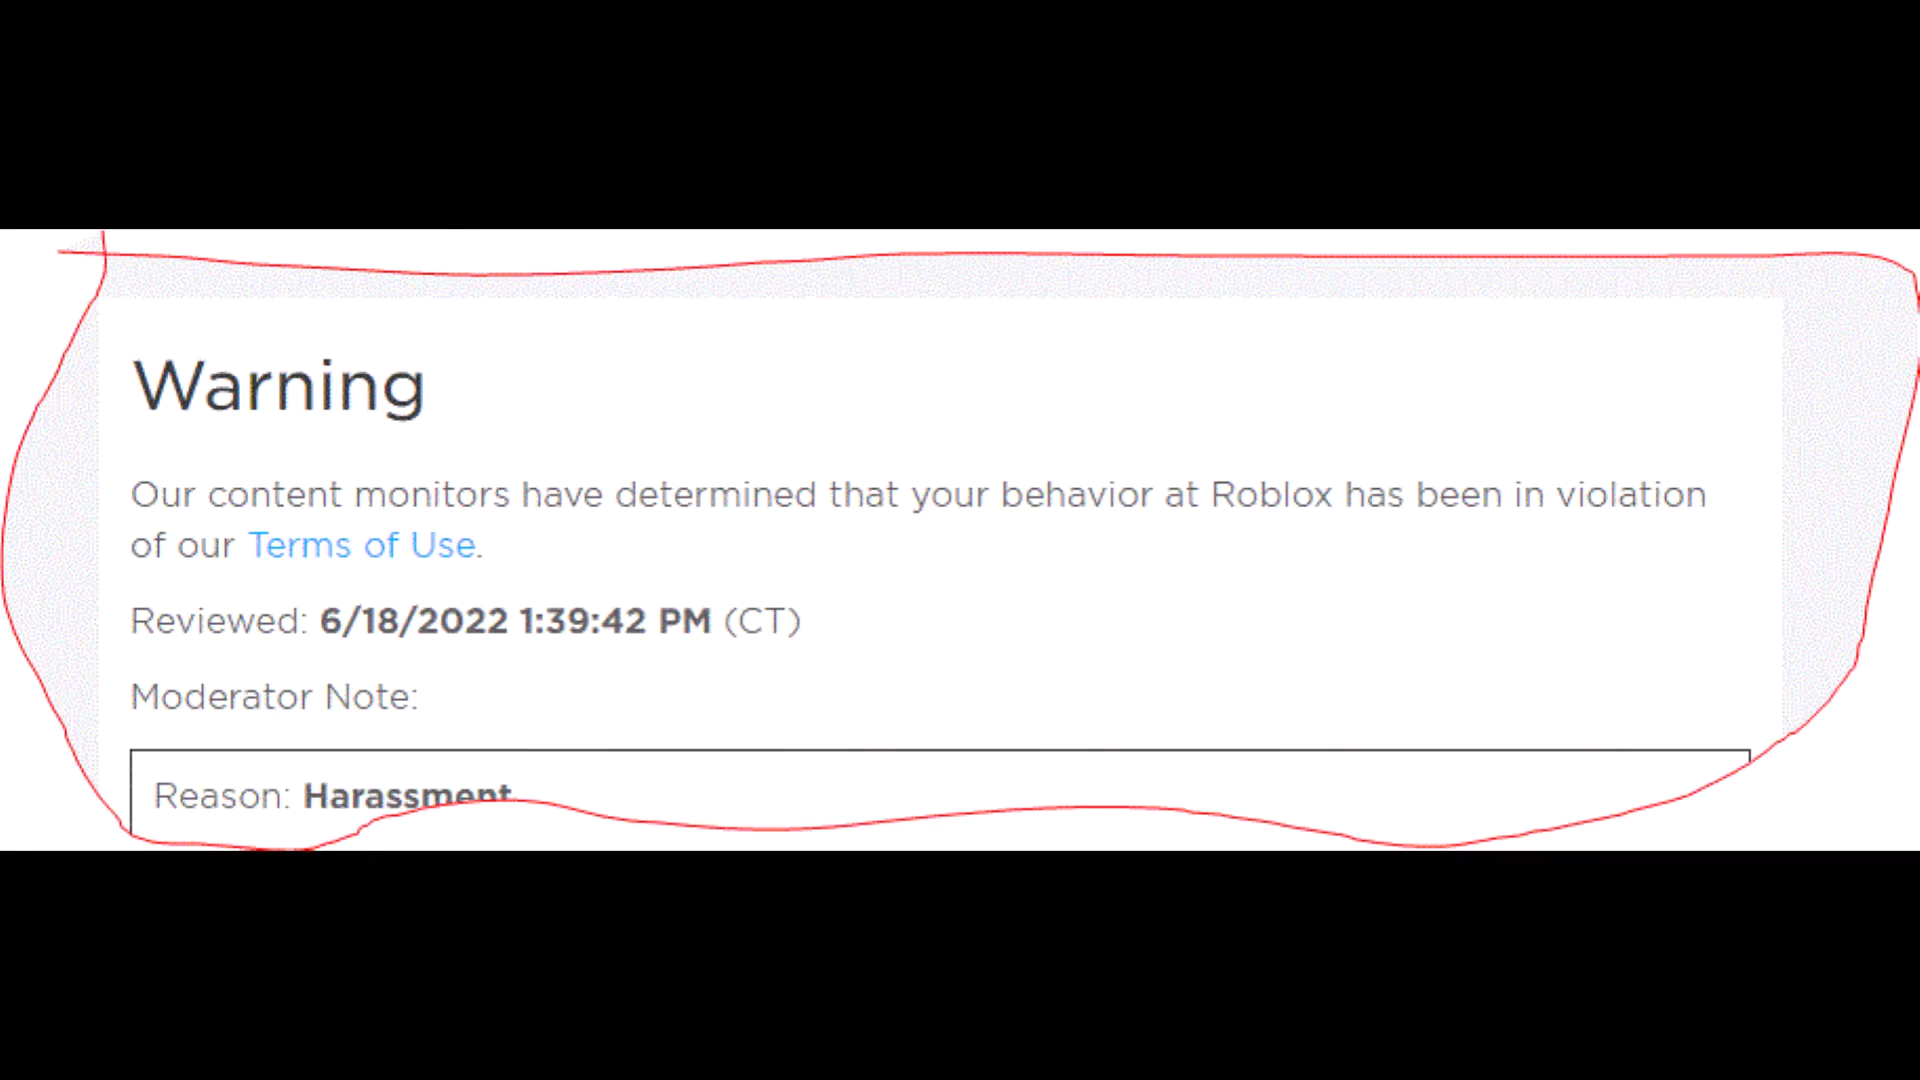 Warning
Our content monitors have determined that your behavior at Roblox has been in violation
of our Terms of Use.
Reviewed: 6/18/2022 1:39:42 PM (CT)
Moderator Note:
Reason: Harassment